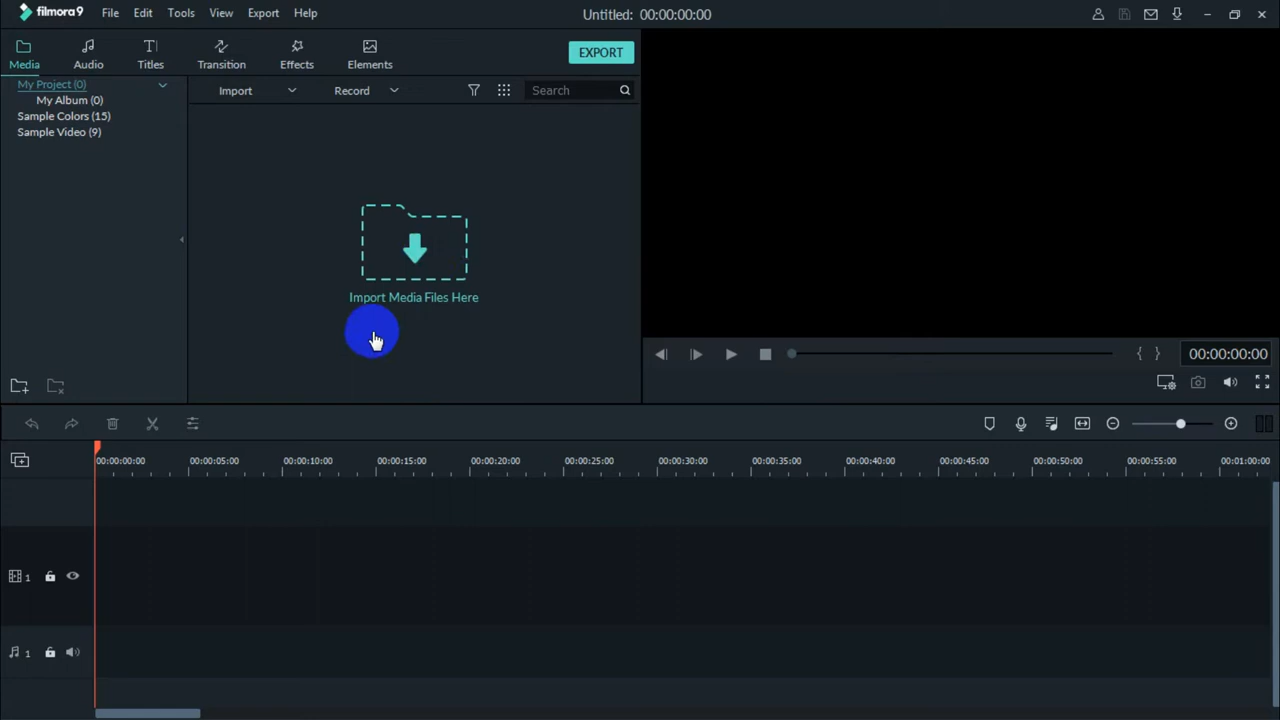 filmora9 File Edit Tools View Export Help Untitled: 00:00:00:00
Media Audio Titles Transition Effects Elements EXPORT
My Project (0)
My Album (0)
Sample Colors (15)
Sample Video (9)
Import Record Search
Import Media Files Here
{ } 00:00:00:00
00:00:00:00 00:00:05:00 00:00:10:00 00:00:15:00 00:00:20:00 00:00:25:00 00:00:30:00 00:00:35:00 00:00:40:00 00:00:45:00 00:00:50:00 00:00:55:00 00:01:00:00
1
1